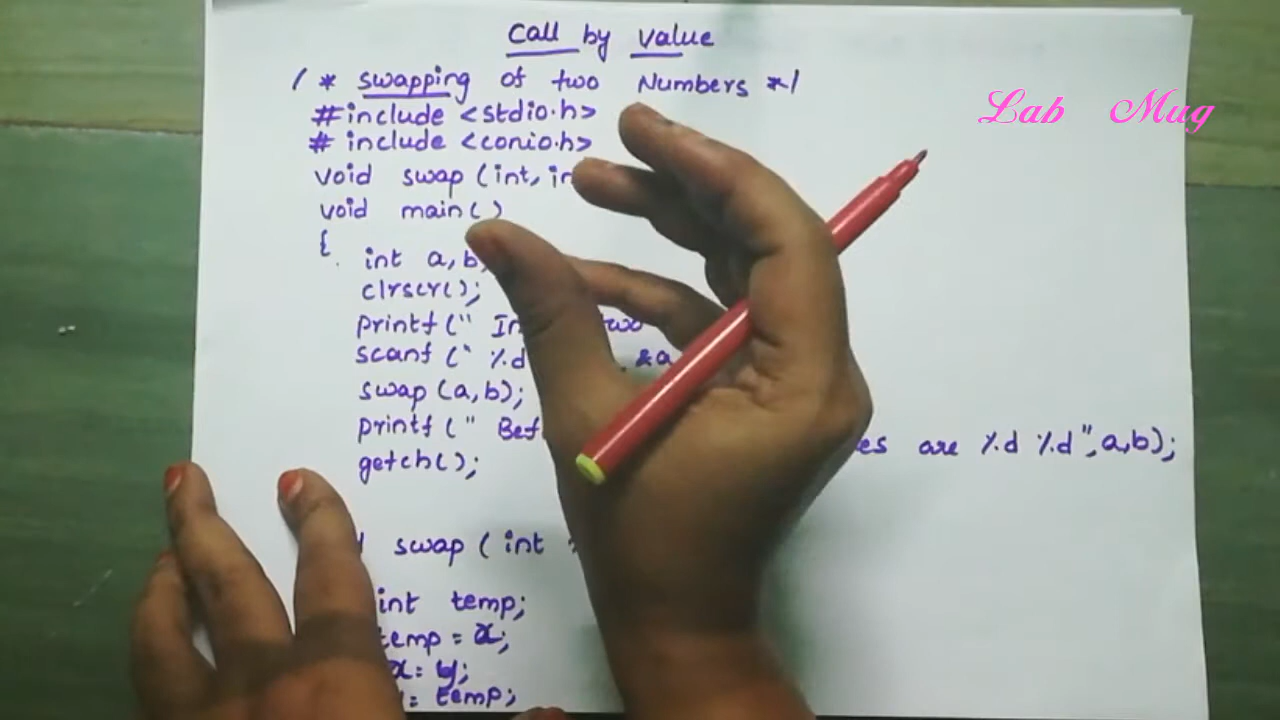 Call by value
/ * swapping of two Numbers */
Lab Mug
#include <stdio.h>
# include <conio.h>
void swap (int, in
void main()
{
int a, b;
clrscr();
printf (" In two
scanf (" %d &a
swap (a,b);
printf (" Bef es are %d %d", a,b);
getch();
swap ( int
int temp;
temp = x;
x = y;
= temp;